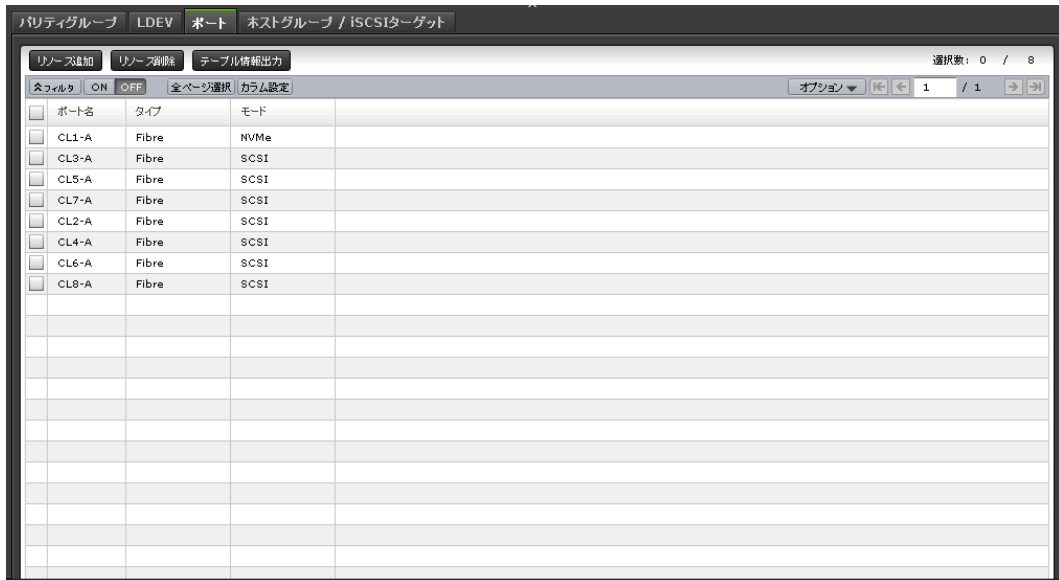 パリティグループ LDEV ポート ホストグループ / iSCSIターゲット
リソース追加 リソース削除 テーブル情報出力 選択数: 0 / 8
フィルタ ON OFF 全ページ選択 カラム設定 オプション 1 / 1
ポート名 タイプ モード
CL1-A Fibre NVMe
CL3-A Fibre SCSI
CL5-A Fibre SCSI
CL7-A Fibre SCSI
CL2-A Fibre SCSI
CL4-A Fibre SCSI
CL6-A Fibre SCSI
CL8-A Fibre SCSI